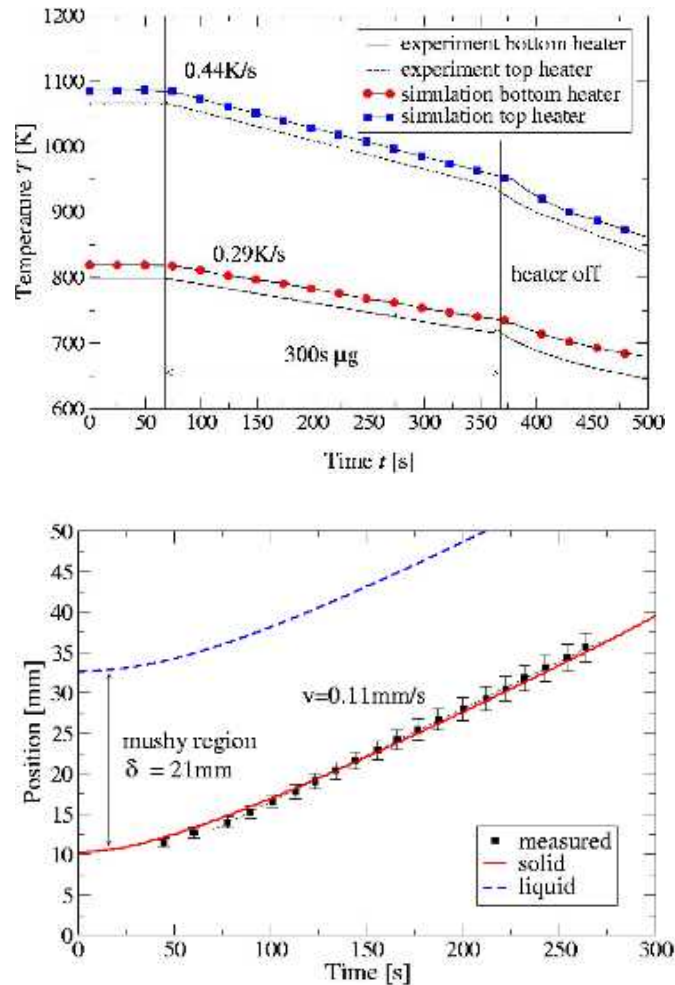 1200
1100
1000
900
800
700
600
Temperature T [K]
0.44K/s
0.29K/s
experiment bottom heater
experiment top heater
simulation bottom heater
simulation top heater
heater off
300s μg
0 50 100 150 200 250 300 350 400 450 500
Time t [s]
50
45
40
35
30
25
20
15
10
5
0
Position [mm]
v=0.11mm/s
mushy region
δ = 21mm
measured
solid
liquid
0 50 100 150 200 250 300
Time [s]